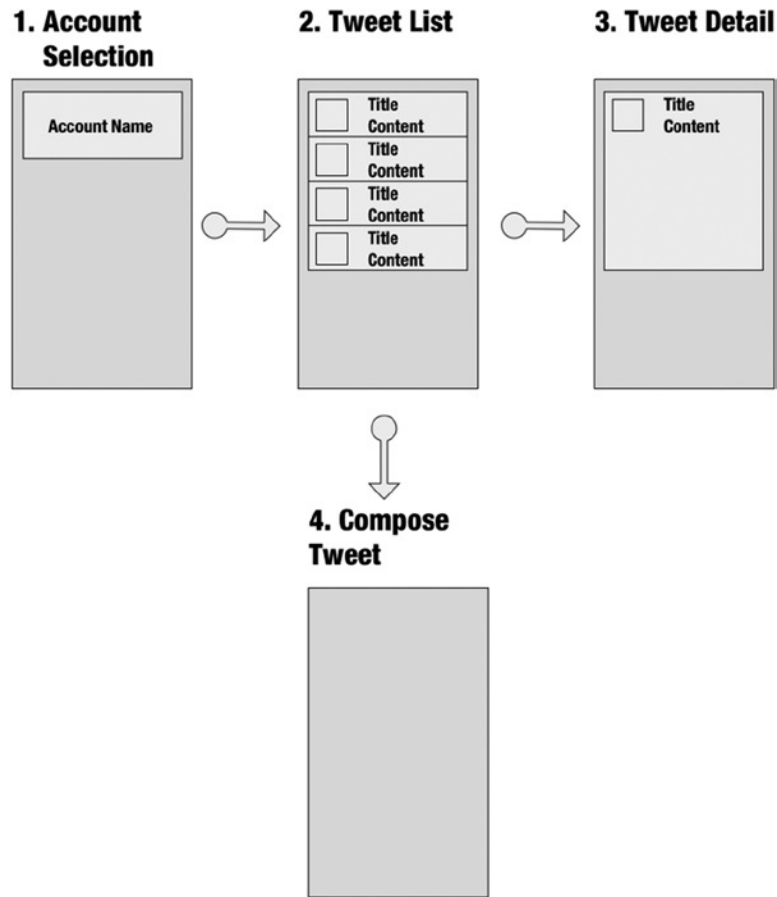 1. Account
Selection
2. Tweet List
3. Tweet Detail
Account Name
Title
Content
Title
Content
Title
Content
Title
Content
Title
Content
4. Compose
Tweet